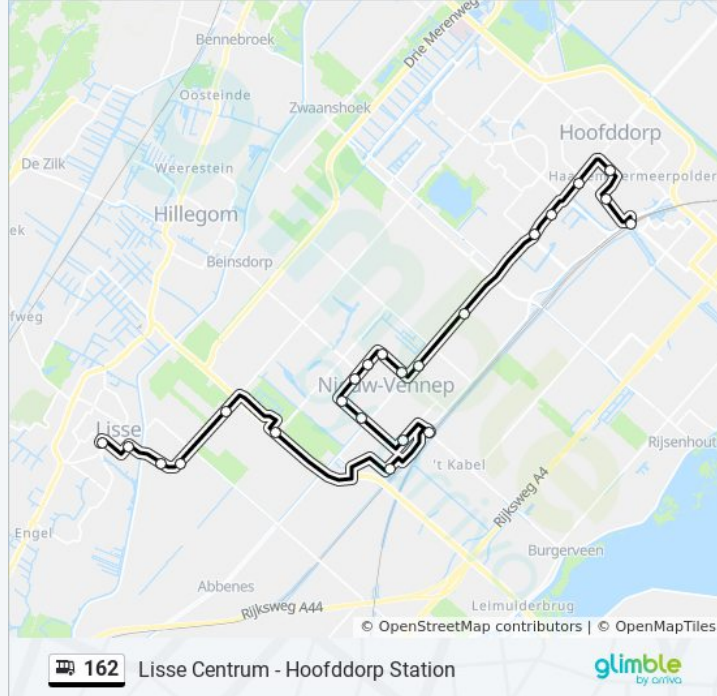 Bennebroek
Drie Merenweg
Oosteinde
Zwaanshoek
Hoofddorp
De Zilk
Weerestein
Haarlemmermeerpolder
Hillegom
Beinsdorp
Nieuw-Vennep
Lisse
Rijsenhout
't Kabel
Rijksweg A4
Engel
Burgerveen
Abbenes
Rijksweg A44
Leimuiderbrug
© OpenStreetMap contributors | © OpenMapTiles
162 Lisse Centrum - Hoofddorp Station
glimble
by arriva